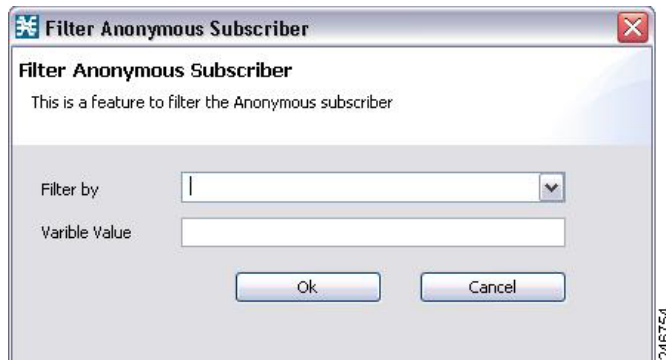 Filter Anonymous Subscriber
Filter Anonymous Subscriber
This is a feature to filter the Anonymous subscriber
Filter by
Varible Value
Ok
Cancel
246754